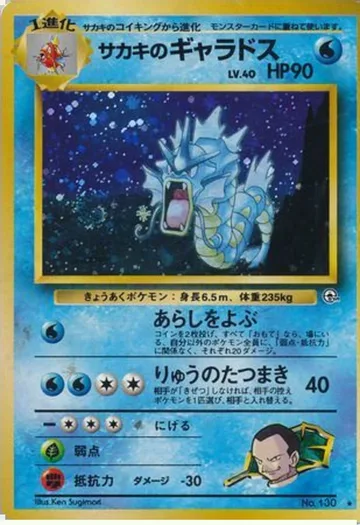 1進化
サカキのコイキングから進化 モンスターカードに重ねて使います
サカキのギャラドス
LV.40 HP90
きょうあくポケモン:身長6.5m、体重235kg
あらしをよぶ
コインを2枚投げ、すべて「おもて」なら、場にい
る、自分以外のポケモン全員に、「弱点・抵抗力」
に関係なく、それぞれ20ダメージ。
りゅうのたつまき 40
相手が「きぜつ」しなければ、相手の控え
ポケモンを1匹選び、相手と入れ替える。
にげる
弱点
抵抗力 ダメージ -30
Illus. Ken Sugimori
No.130